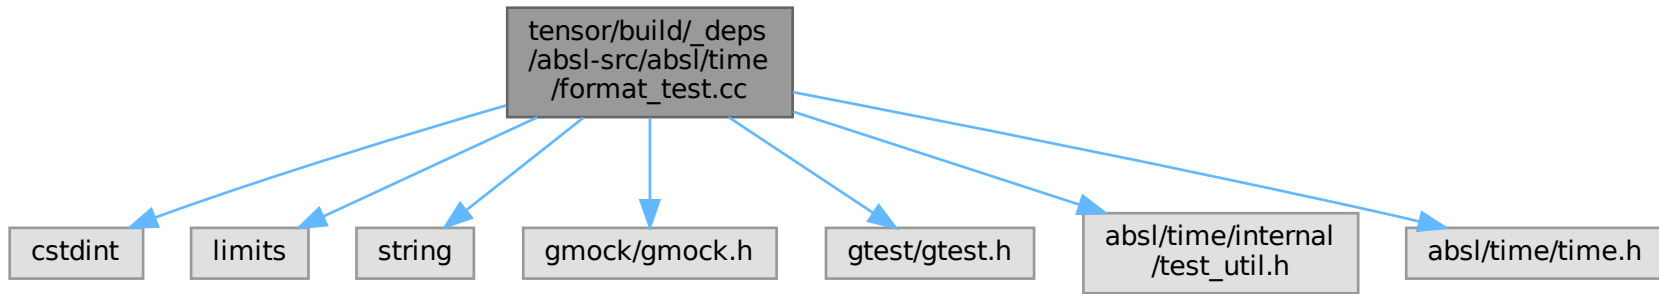 tensor/build/_deps
/absl-src/absl/time
/format_test.cc
cstdint
limits
string
gmock/gmock.h
gtest/gtest.h
absl/time/internal
/test_util.h
absl/time/time.h